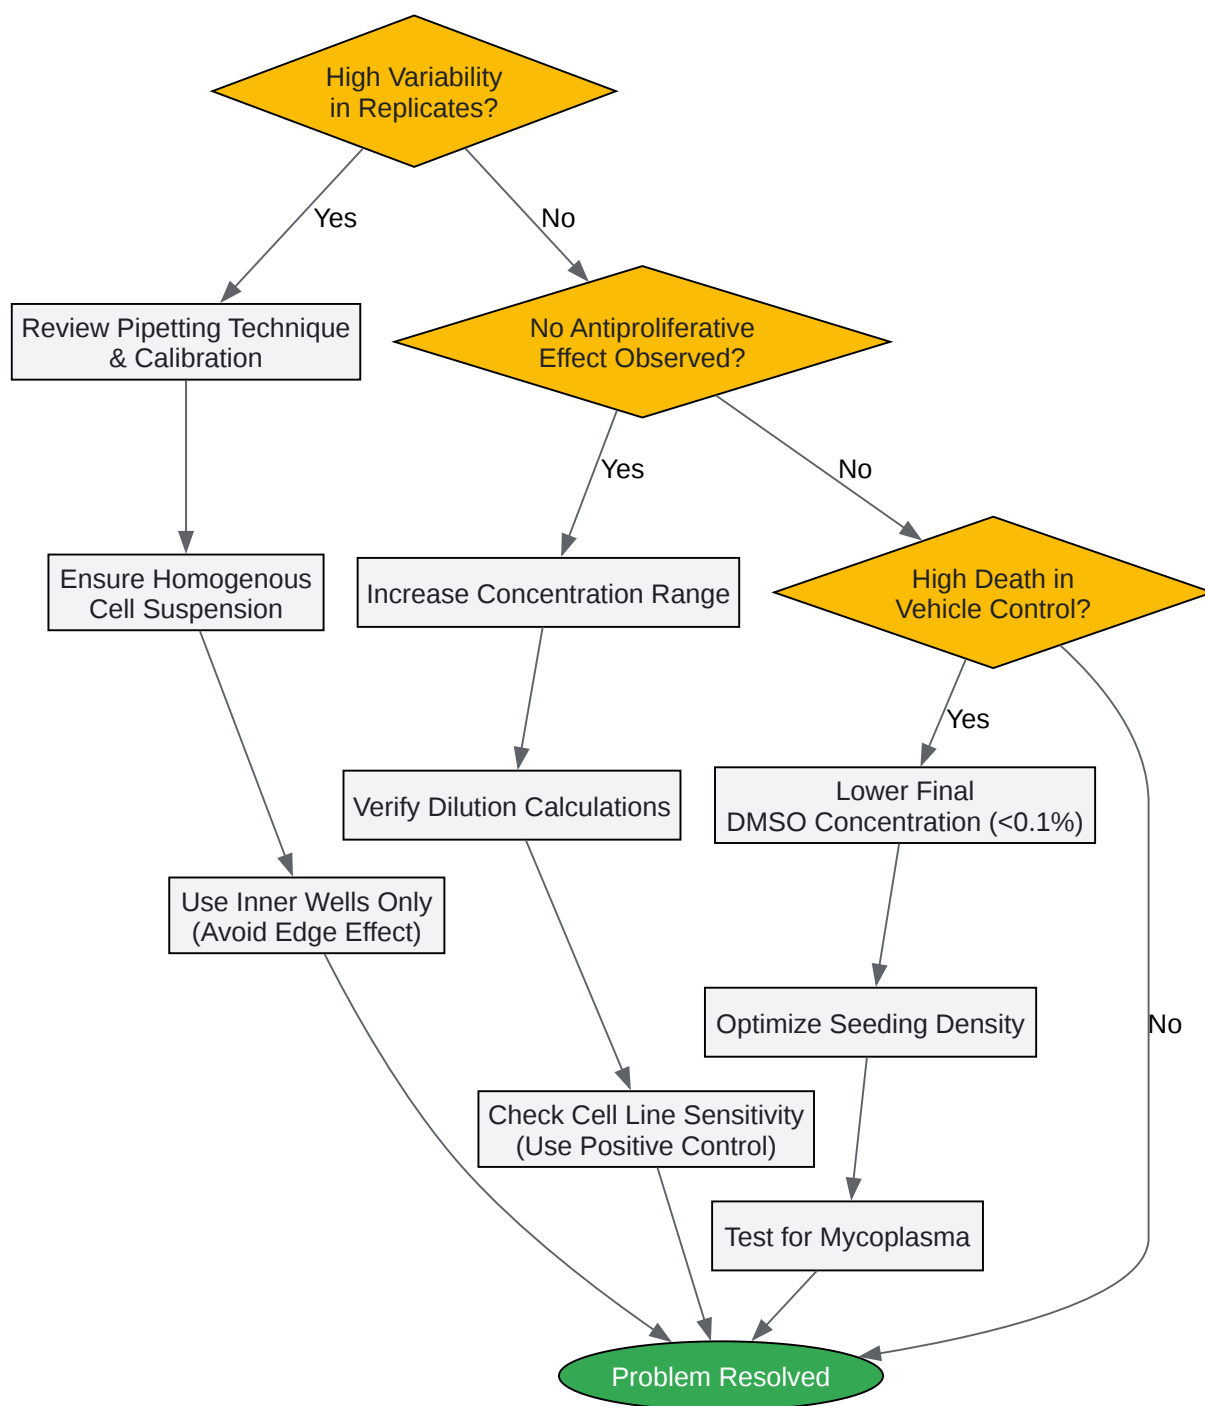 High Variability
in Replicates?
Yes
No
Review Pipetting Technique
& Calibration
No Antiproliferative
Effect Observed?
Yes
No
Ensure Homogenous
Cell Suspension
Increase Concentration Range
High Death in
Vehicle Control?
Yes
Verify Dilution Calculations
Lower Final
DMSO Concentration (<0.1%)
Use Inner Wells Only
(Avoid Edge Effect)
Optimize Seeding Density
No
Check Cell Line Sensitivity
(Use Positive Control)
Test for Mycoplasma
Problem Resolved